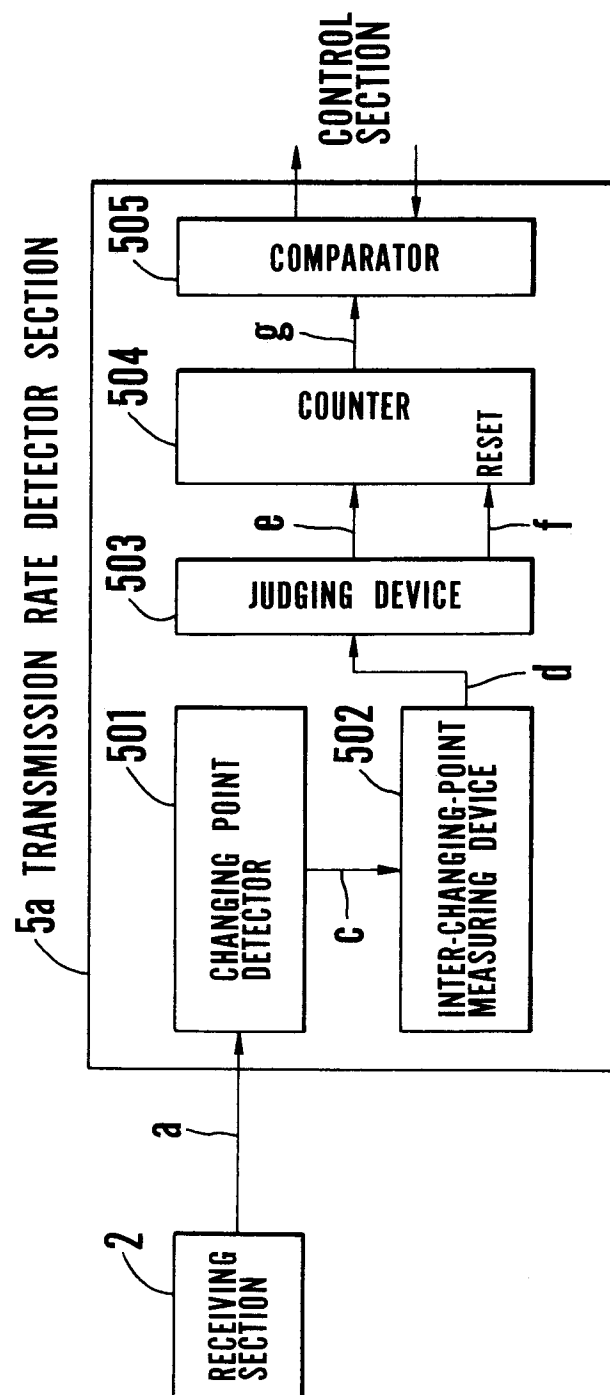 5a TRANSMISSION RATE DETECTOR SECTION
2
RECEIVING
SECTION
a
501
CHANGING POINT
DETECTOR
c
502
INTER-CHANGING-POINT
MEASURING DEVICE
d
503
JUDGING DEVICE
e
f
504
COUNTER
RESET
g
505
COMPARATOR
CONTROL
SECTION